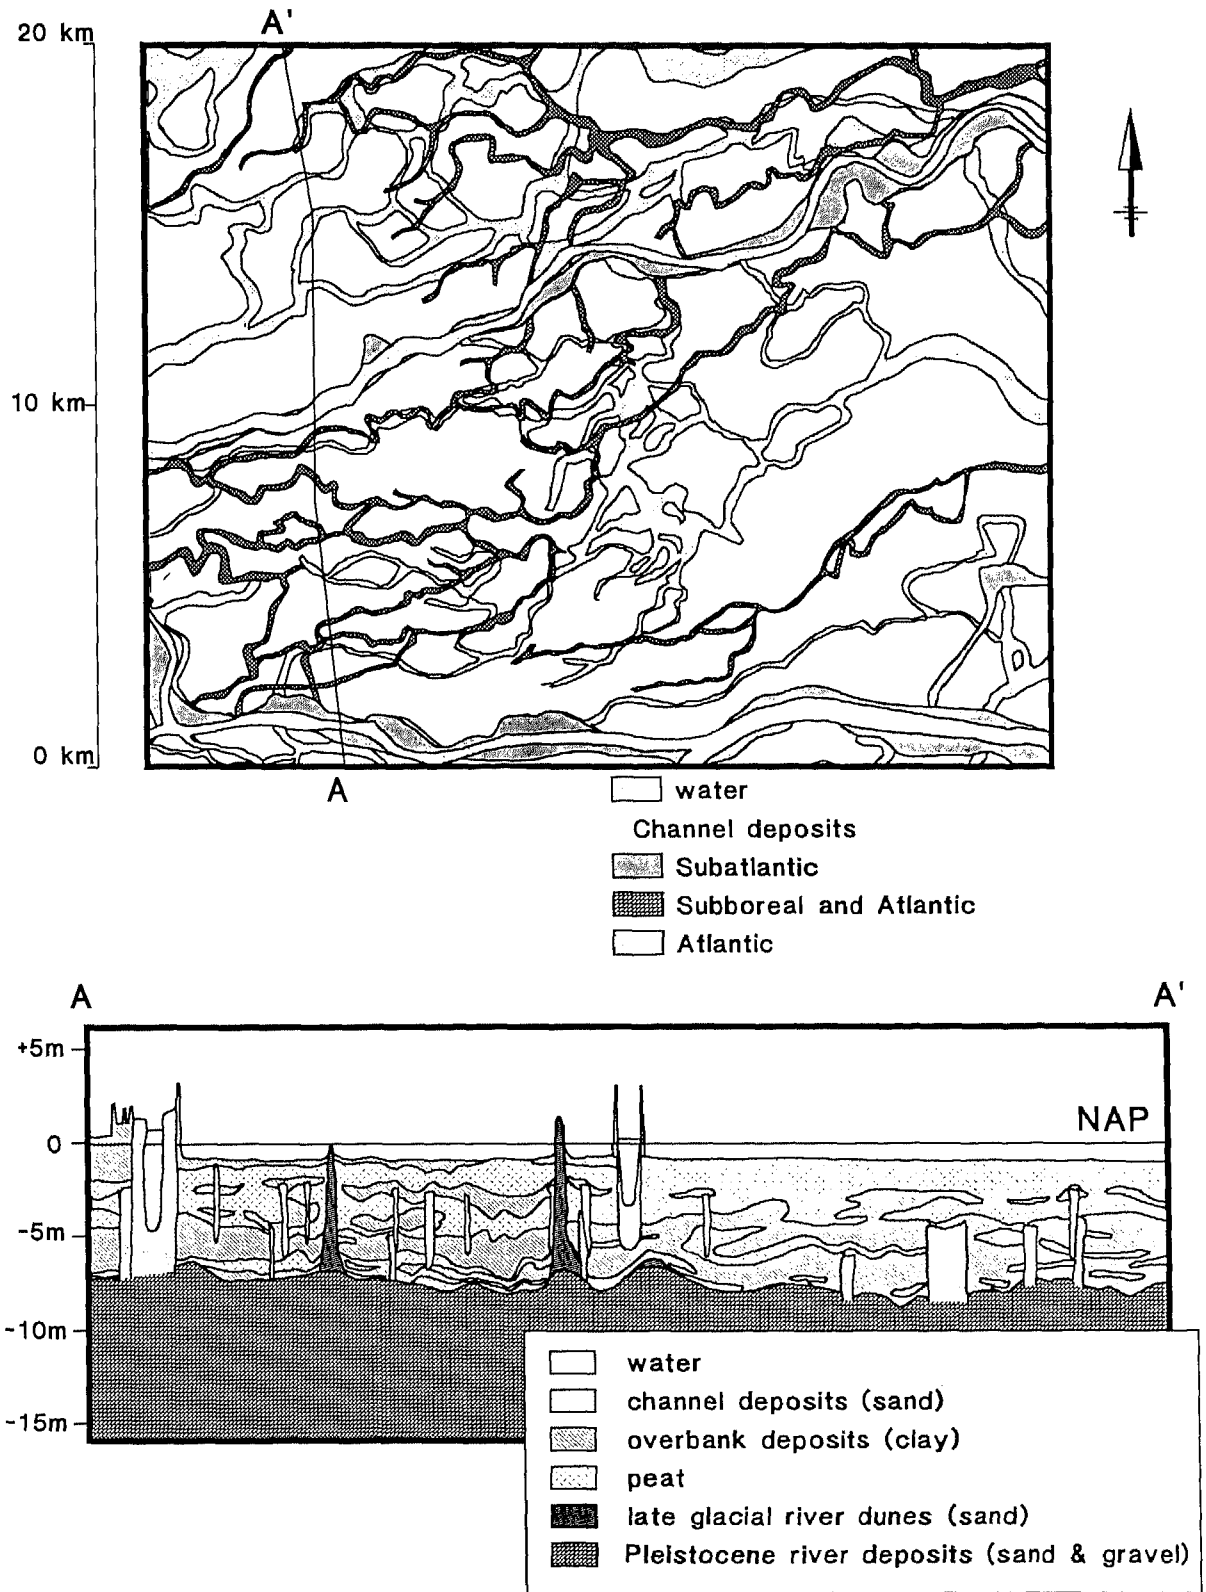 A'
20 km
10 km
0 km
A
water
Channel deposits
Subatlantic
Subboreal and Atlantic
Atlantic
A
A'
+5m
NAP
0
-5m
-10m
-15m
water
channel deposits (sand)
overbank deposits (clay)
peat
late glacial river dunes (sand)
Pleistocene river deposits (sand & gravel)